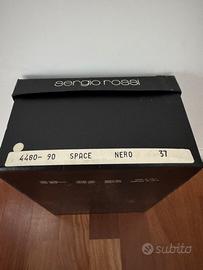 sergio rossi
4480-90 SPACE NERO 37
subito